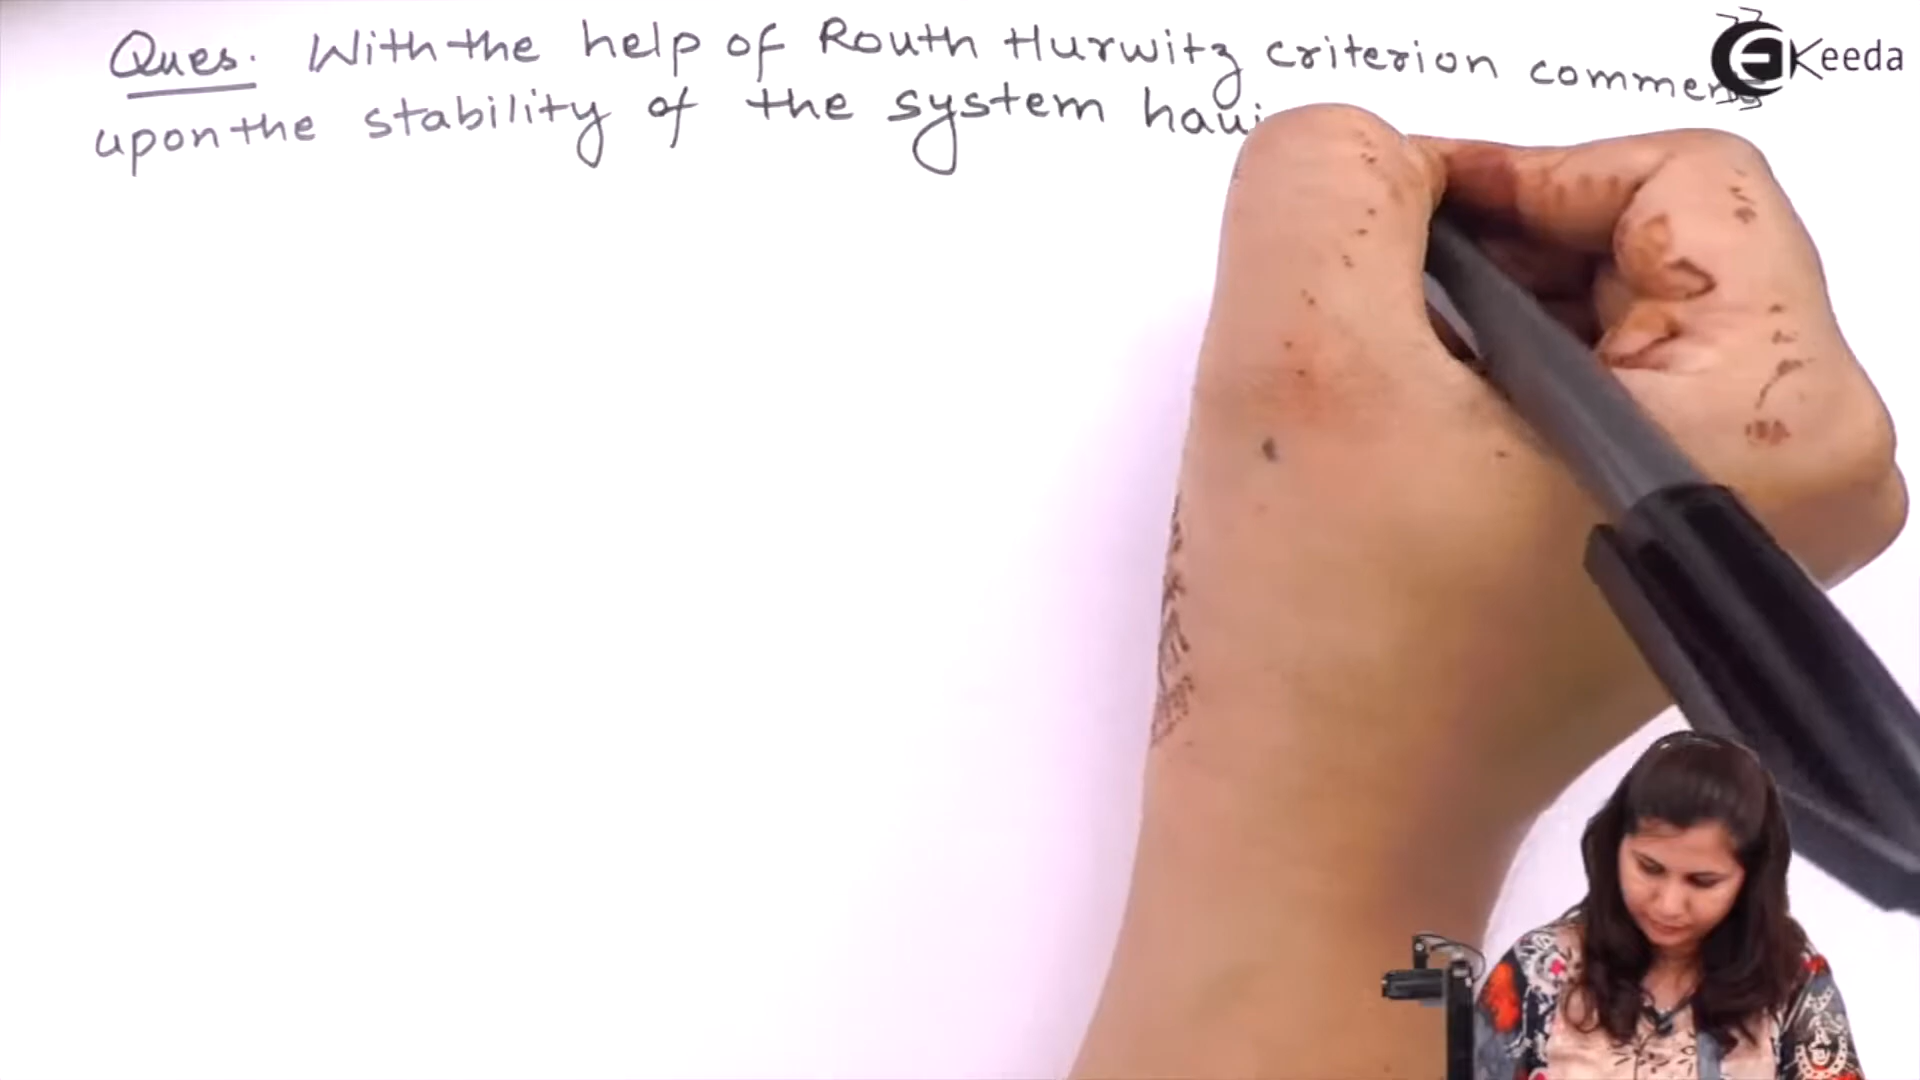 Ques. With the help of Routh Hurwitz criterion comment
Keeda
upon the stability of the system